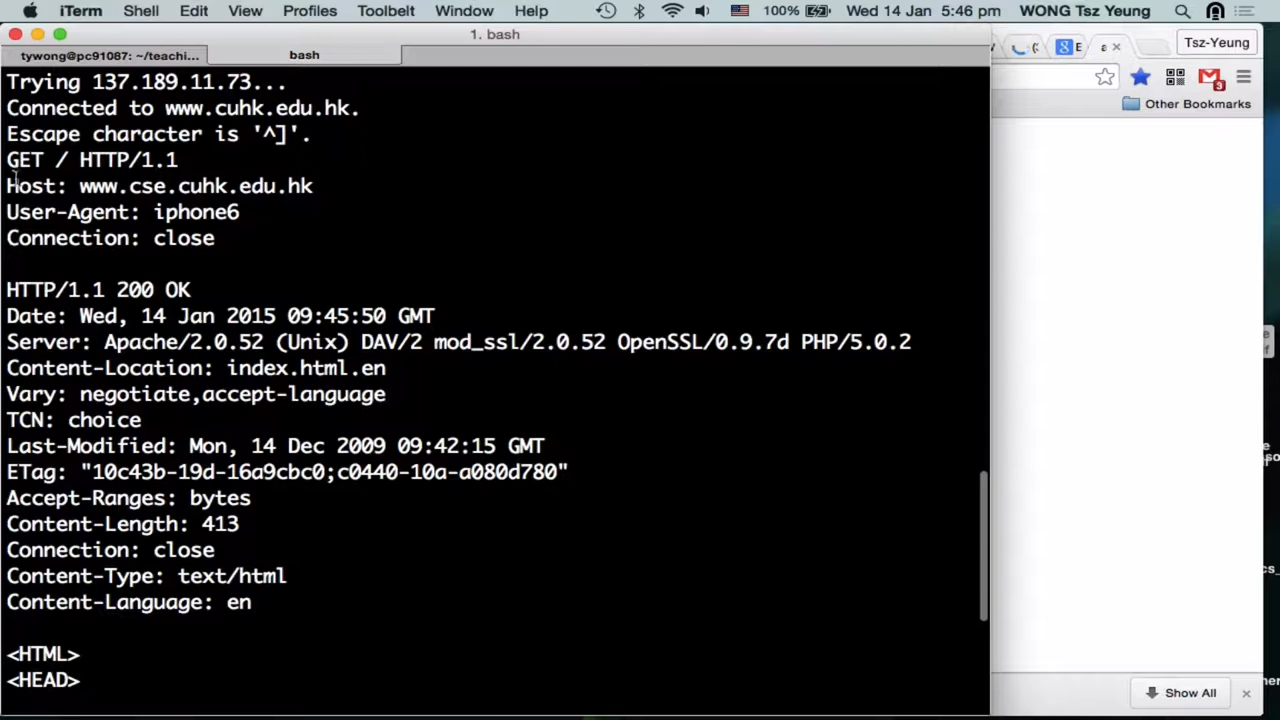 iTerm Shell Edit View Profiles Toolbelt Window Help 100% Wed 14 Jan 5:46 pm WONG Tsz Yeung
1. bash
tywong@pc91087: ~/teachi... bash
Tsz-Yeung
3
Other Bookmarks
Trying 137.189.11.73...
Connected to www.cuhk.edu.hk.
Escape character is '^]'.
GET / HTTP/1.1
Host: www.cse.cuhk.edu.hk
User-Agent: iphone6
Connection: close
HTTP/1.1 200 OK
Date: Wed, 14 Jan 2015 09:45:50 GMT
Server: Apache/2.0.52 (Unix) DAV/2 mod_ssl/2.0.52 OpenSSL/0.9.7d PHP/5.0.2
Content-Location: index.html.en
Vary: negotiate,accept-language
TCN: choice
Last-Modified: Mon, 14 Dec 2009 09:42:15 GMT
ETag: "10c43b-19d-16a9cbc0;c0440-10a-a080d780"
Accept-Ranges: bytes
Content-Length: 413
Connection: close
Content-Type: text/html
Content-Language: en
<HTML>
<HEAD>
Show All